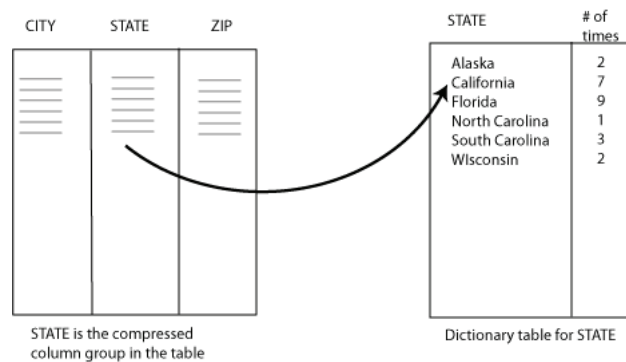 CITY STATE ZIP
STATE # of times
Alaska 2
California 7
Florida 9
North Carolina 1
South Carolina 3
WIsconsin 2
STATE is the compressed
column group in the table
Dictionary table for STATE